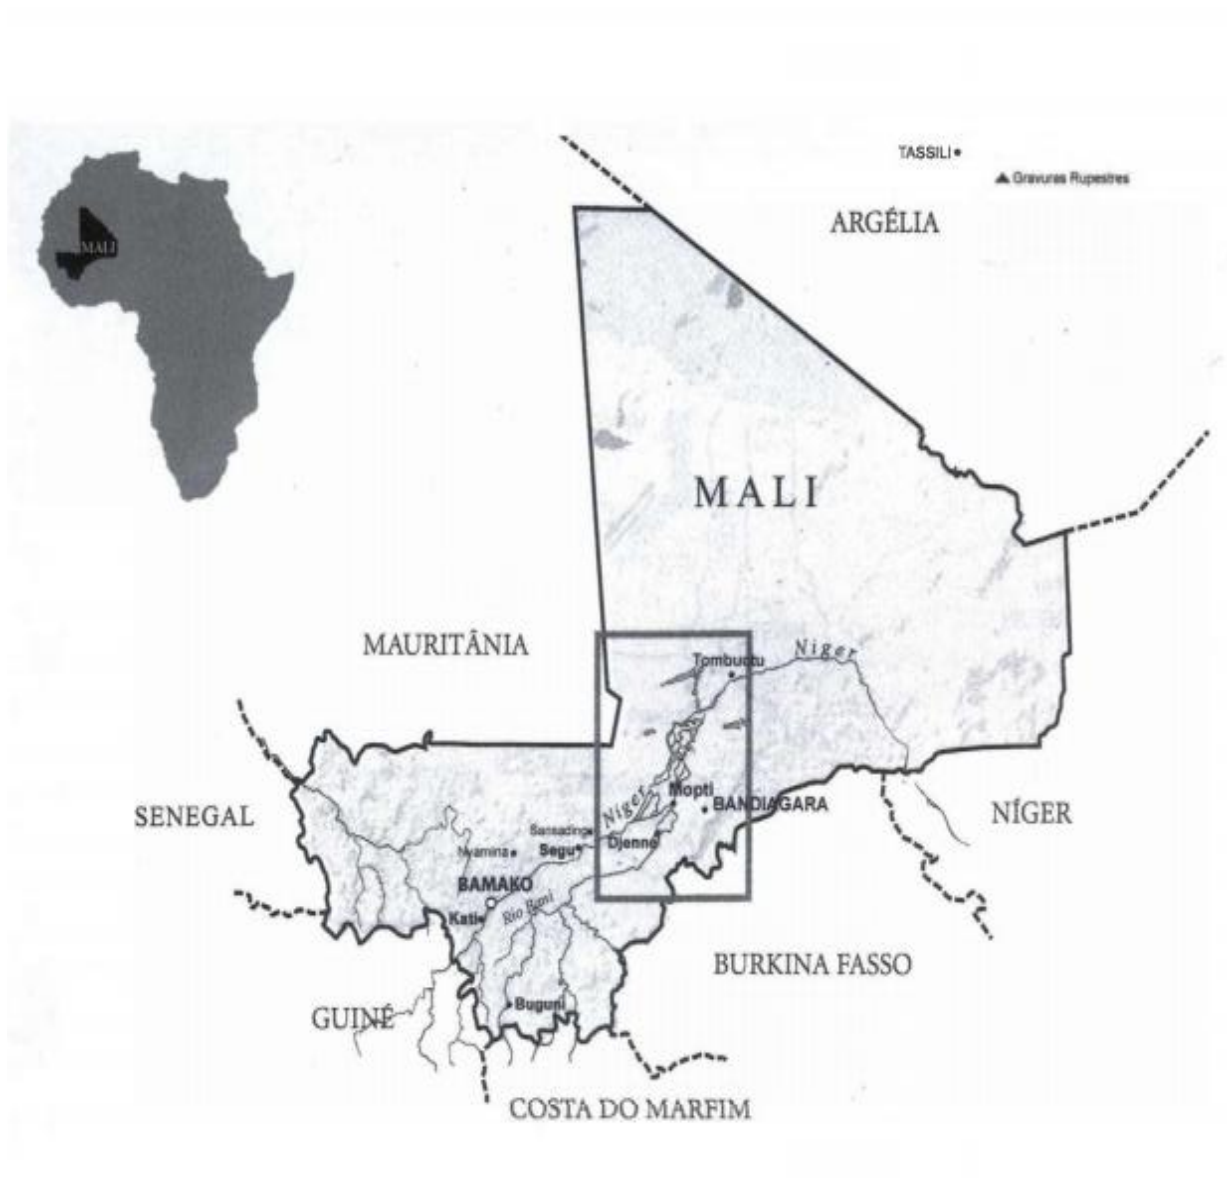 TASSILI
Gravuras Rupestres
ARGÉLIA
MALI
MALI
MAURITÂNIA
Tombuctu
Niger
SENEGAL
Niger
Mopti
BANDIAGARA
NÍGER
Sansading
Nyamina
Segu
Djenne
BAMAKO
Kati
Rio Bani
BURKINA FASSO
Buguni
GUINÉ
COSTA DO MARFIM